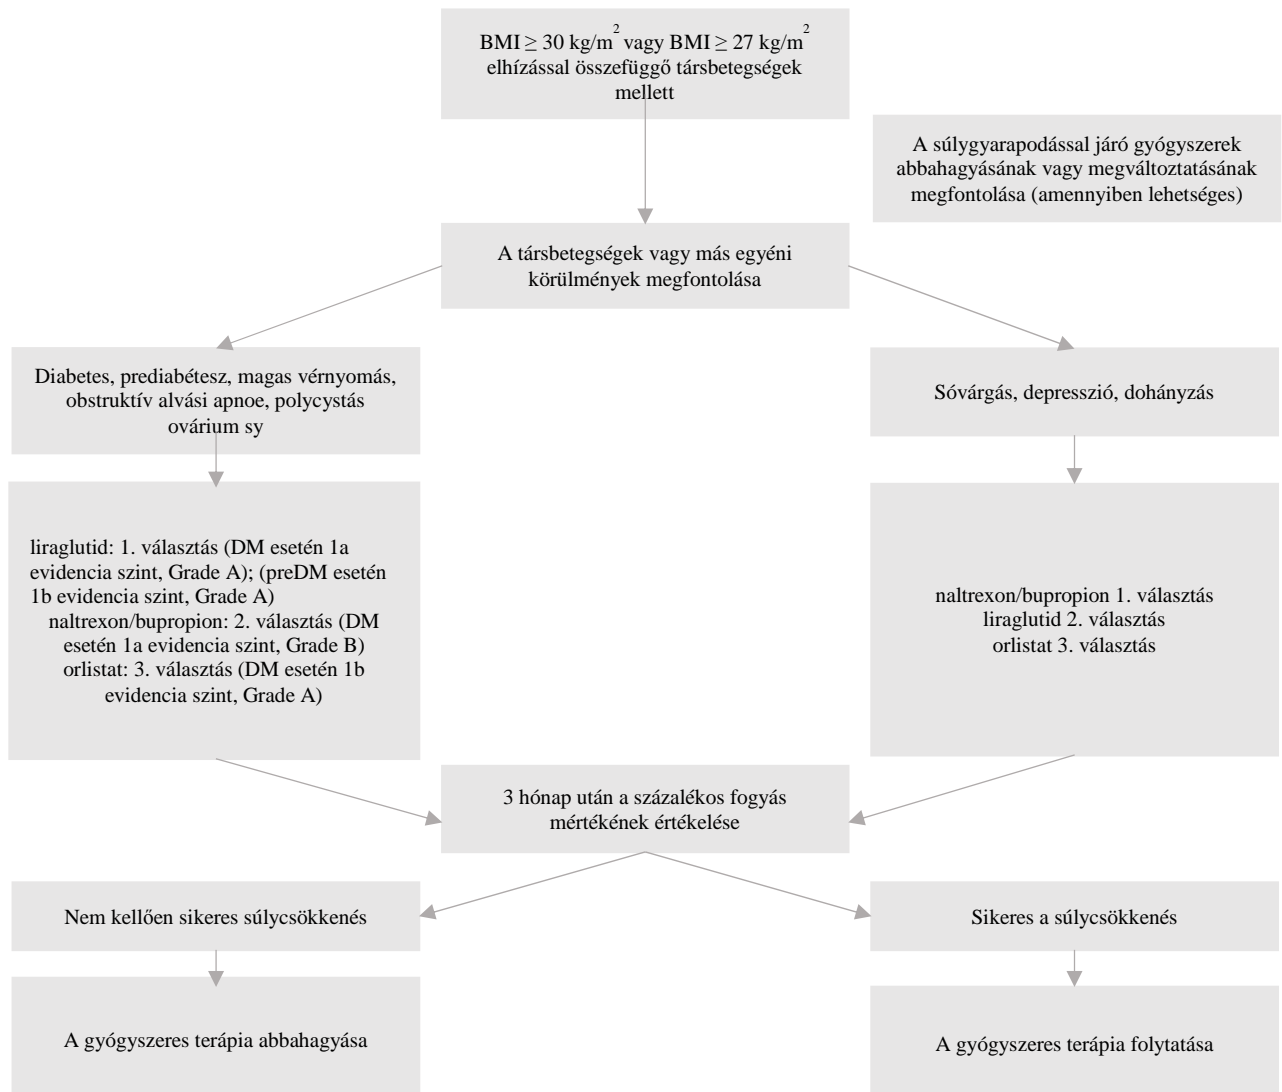 BMI ≥ 30 kg/m² vagy BMI ≥ 27 kg/m²
elhízással összefüggő társbetegségek
mellett
A súlygyarapodással járó gyógyszerek
abbahagyásának vagy megváltoztatásának
megfontolása (amennyiben lehetséges)
A társbetegségek vagy más egyéni
körülmények megfontolása
Diabetes, prediabétesz, magas vérnyomás,
obstruktív alvási apnoe, polycystás
ovárium sy
Sóvárgás, depresszió, dohányzás
liraglutid: 1. választás (DM esetén 1a
evidencia szint, Grade A); (preDM esetén
1b evidencia szint, Grade A)
naltrexon/bupropion: 2. választás (DM
esetén 1a evidencia szint, Grade B)
orlistat: 3. választás (DM esetén 1b
evidencia szint, Grade A)
naltrexon/bupropion 1. választás
liraglutid 2. választás
orlistat 3. választás
3 hónap után a százalékos fogyás
mértékének értékelése
Nem kellően sikeres súlycsökkenés
Sikeres a súlycsökkenés
A gyógyszeres terápia abbahagyása
A gyógyszeres terápia folytatása